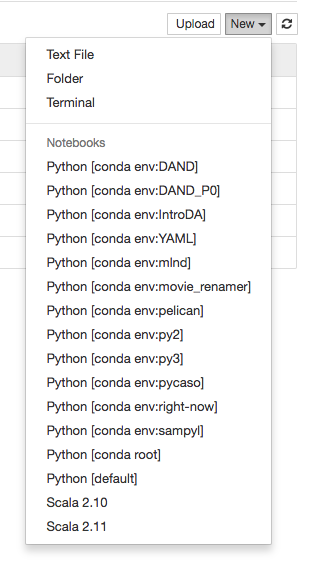 Upload New
Text File
Folder
Terminal
Notebooks
Python [conda env:DAND]
Python [conda env:DAND_P0]
Python [conda env:IntroDA]
Python [conda env:YAML]
Python [conda env:mlnd]
Python [conda env:movie_renamer]
Python [conda env:pelican]
Python [conda env:py2]
Python [conda env:py3]
Python [conda env:pycaso]
Python [conda env:right-now]
Python [conda env:sampyl]
Python [conda root]
Python [default]
Scala 2.10
Scala 2.11